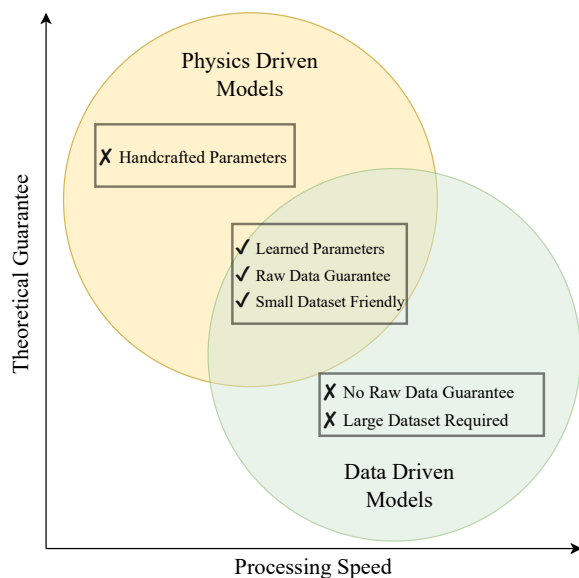 Physics Driven
Models
✗ Handcrafted Parameters
✓ Learned Parameters
✓ Raw Data Guarantee
✓ Small Dataset Friendly
✗ No Raw Data Guarantee
✗ Large Dataset Required
Data Driven
Models
Theoretical Guarantee
Processing Speed